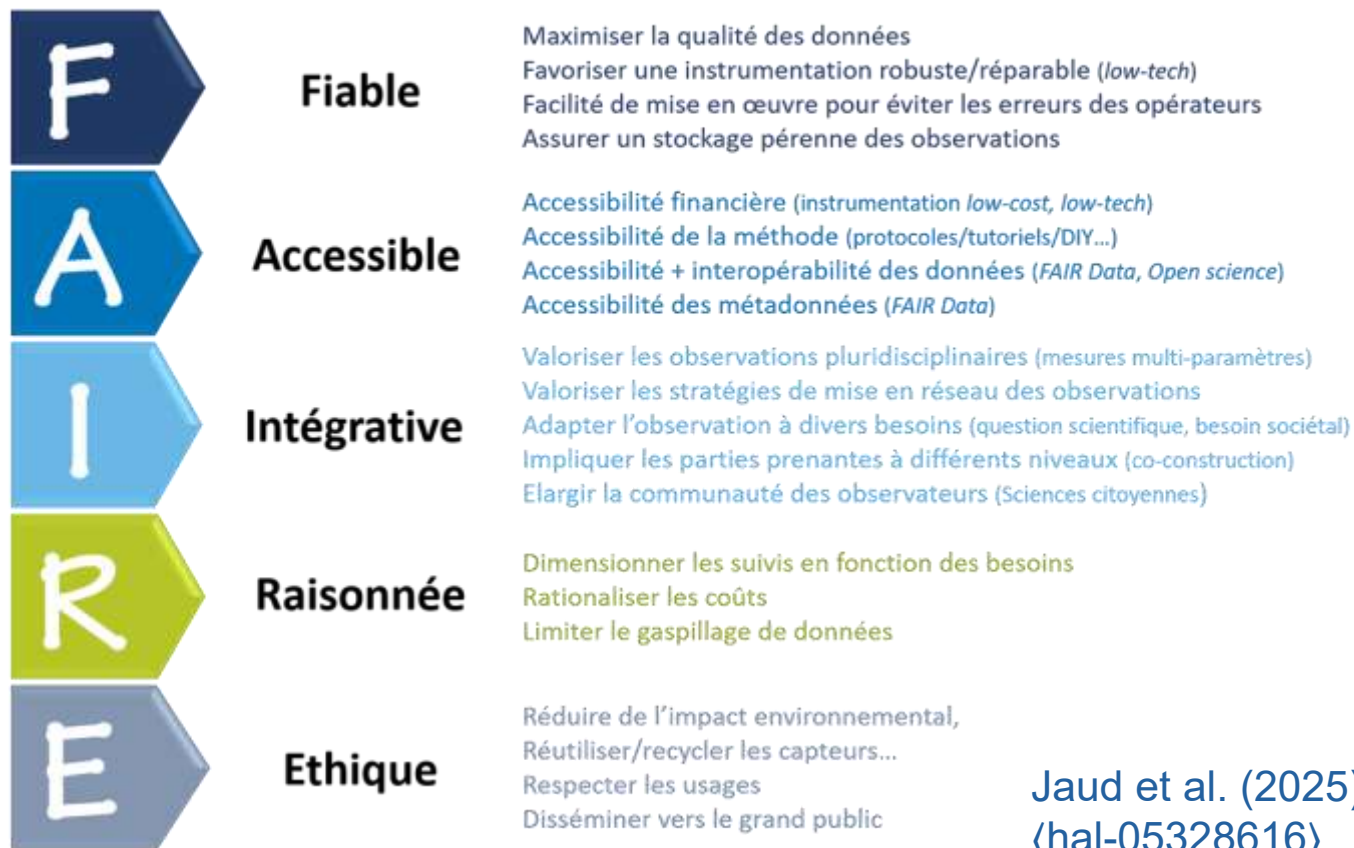 F
Fiable
Maximiser la qualité des données
Favoriser une instrumentation robuste/réparable (low-tech)
Facilité de mise en œuvre pour éviter les erreurs des opérateurs
Assurer un stockage pérenne des observations
A
Accessible
Accessibilité financière (instrumentation low-cost, low-tech)
Accessibilité de la méthode (protocoles/tutoriels/DIY...)
Accessibilité + interopérabilité des données (FAIR Data, Open science)
Accessibilité des métadonnées (FAIR Data)
I
Intégrative
Valoriser les observations pluridisciplinaires (mesures multi-paramètres)
Valoriser les stratégies de mise en réseau des observations
Adapter l'observation à divers besoins (question scientifique, besoin sociétal)
Impliquer les parties prenantes à différents niveaux (co-construction)
Elargir la communauté des observateurs (Sciences citoyennes)
R
Raisonnée
Dimensionner les suivis en fonction des besoins
Rationaliser les coûts
Limiter le gaspillage de données
E
Ethique
Réduire de l'impact environnemental,
Réutiliser/recycler les capteurs...
Respecter les usages
Disséminer vers le grand public
Jaud et al. (2025)
⟨hal-05328616⟩